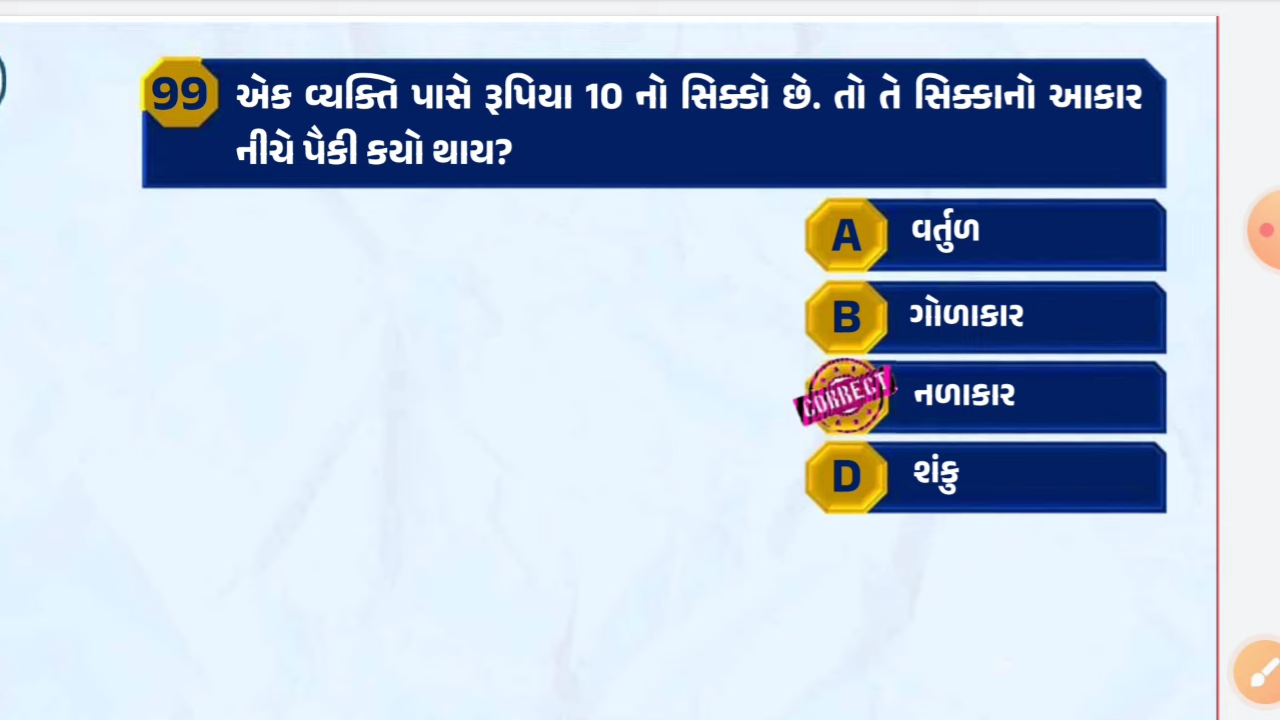 99 એક વ્યક્તિ પાસે રૂપિયા 10 નો સિક્કો છે. તો તે સિક્કાનો આકાર
નીચે પૈકી કયો થાય?
A વર્તુળ
B ગોળાકાર
CORRECT નળાકાર
D શંકુ